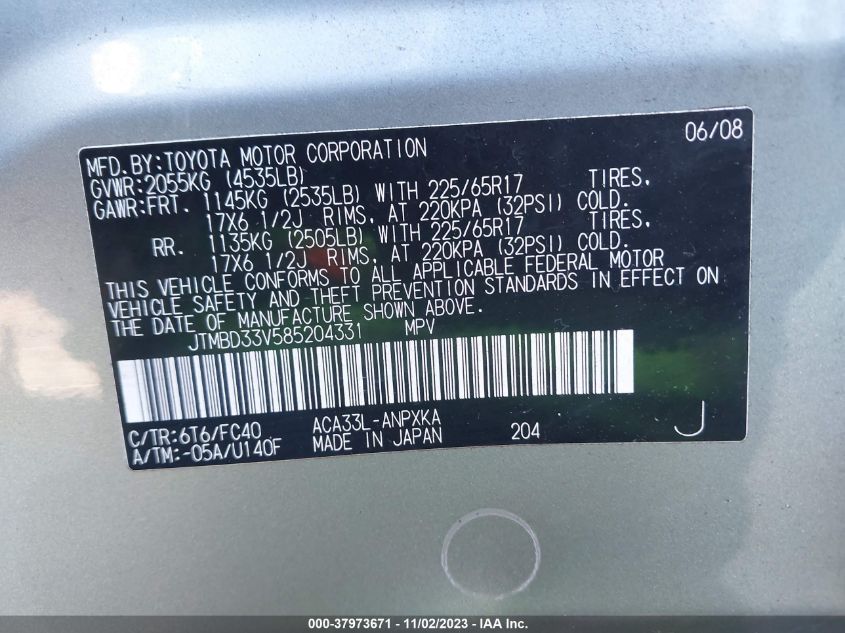 06/08
MFD.BY:TOYOTA MOTOR CORPORATION
GVWR:2055KG (4535LB)
GAWR:FRT. 1145KG (2535LB) WITH 225/65R17 TIRES,
17X6 1/2J RIMS, AT 220KPA (32PSI) COLD.
RR. 1135KG (2505LB) WITH 225/65R17 TIRES,
17X6 1/2J RIMS, AT 220KPA (32PSI) COLD.
THIS VEHICLE CONFORMS TO ALL APPLICABLE FEDERAL MOTOR
VEHICLE SAFETY AND THEFT PREVENTION STANDARDS IN EFFECT ON
THE DATE OF MANUFACTURE SHOWN ABOVE.
JTMBD33V585204331 MPV
C/TR:6T6/FC40 ACA33L-ANPXKA
A/TM:-05A/U140F MADE IN JAPAN 204 J
000-37973671 - 11/02/2023 - IAA Inc.